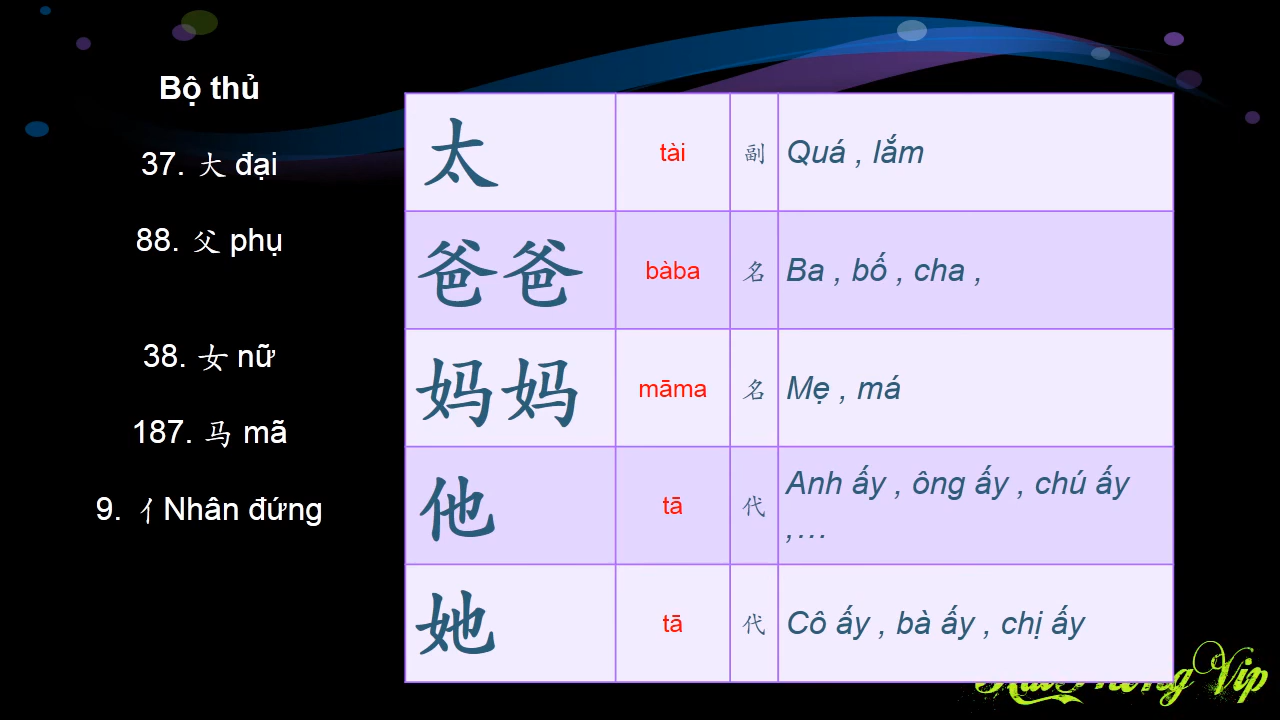 Bộ thủ
37. 大 đại
88. 父 phụ
38. 女 nữ
187. 马 mã
9. 亻Nhân đứng
太 tài 副 Quá , lắm
爸爸 bàba 名 Ba , bố , cha ,
妈妈 māma 名 Mẹ , má
他 tā 代 Anh ấy , ông ấy , chú ấy
,…
她 tā 代 Cô ấy , bà ấy , chị ấy
Vip